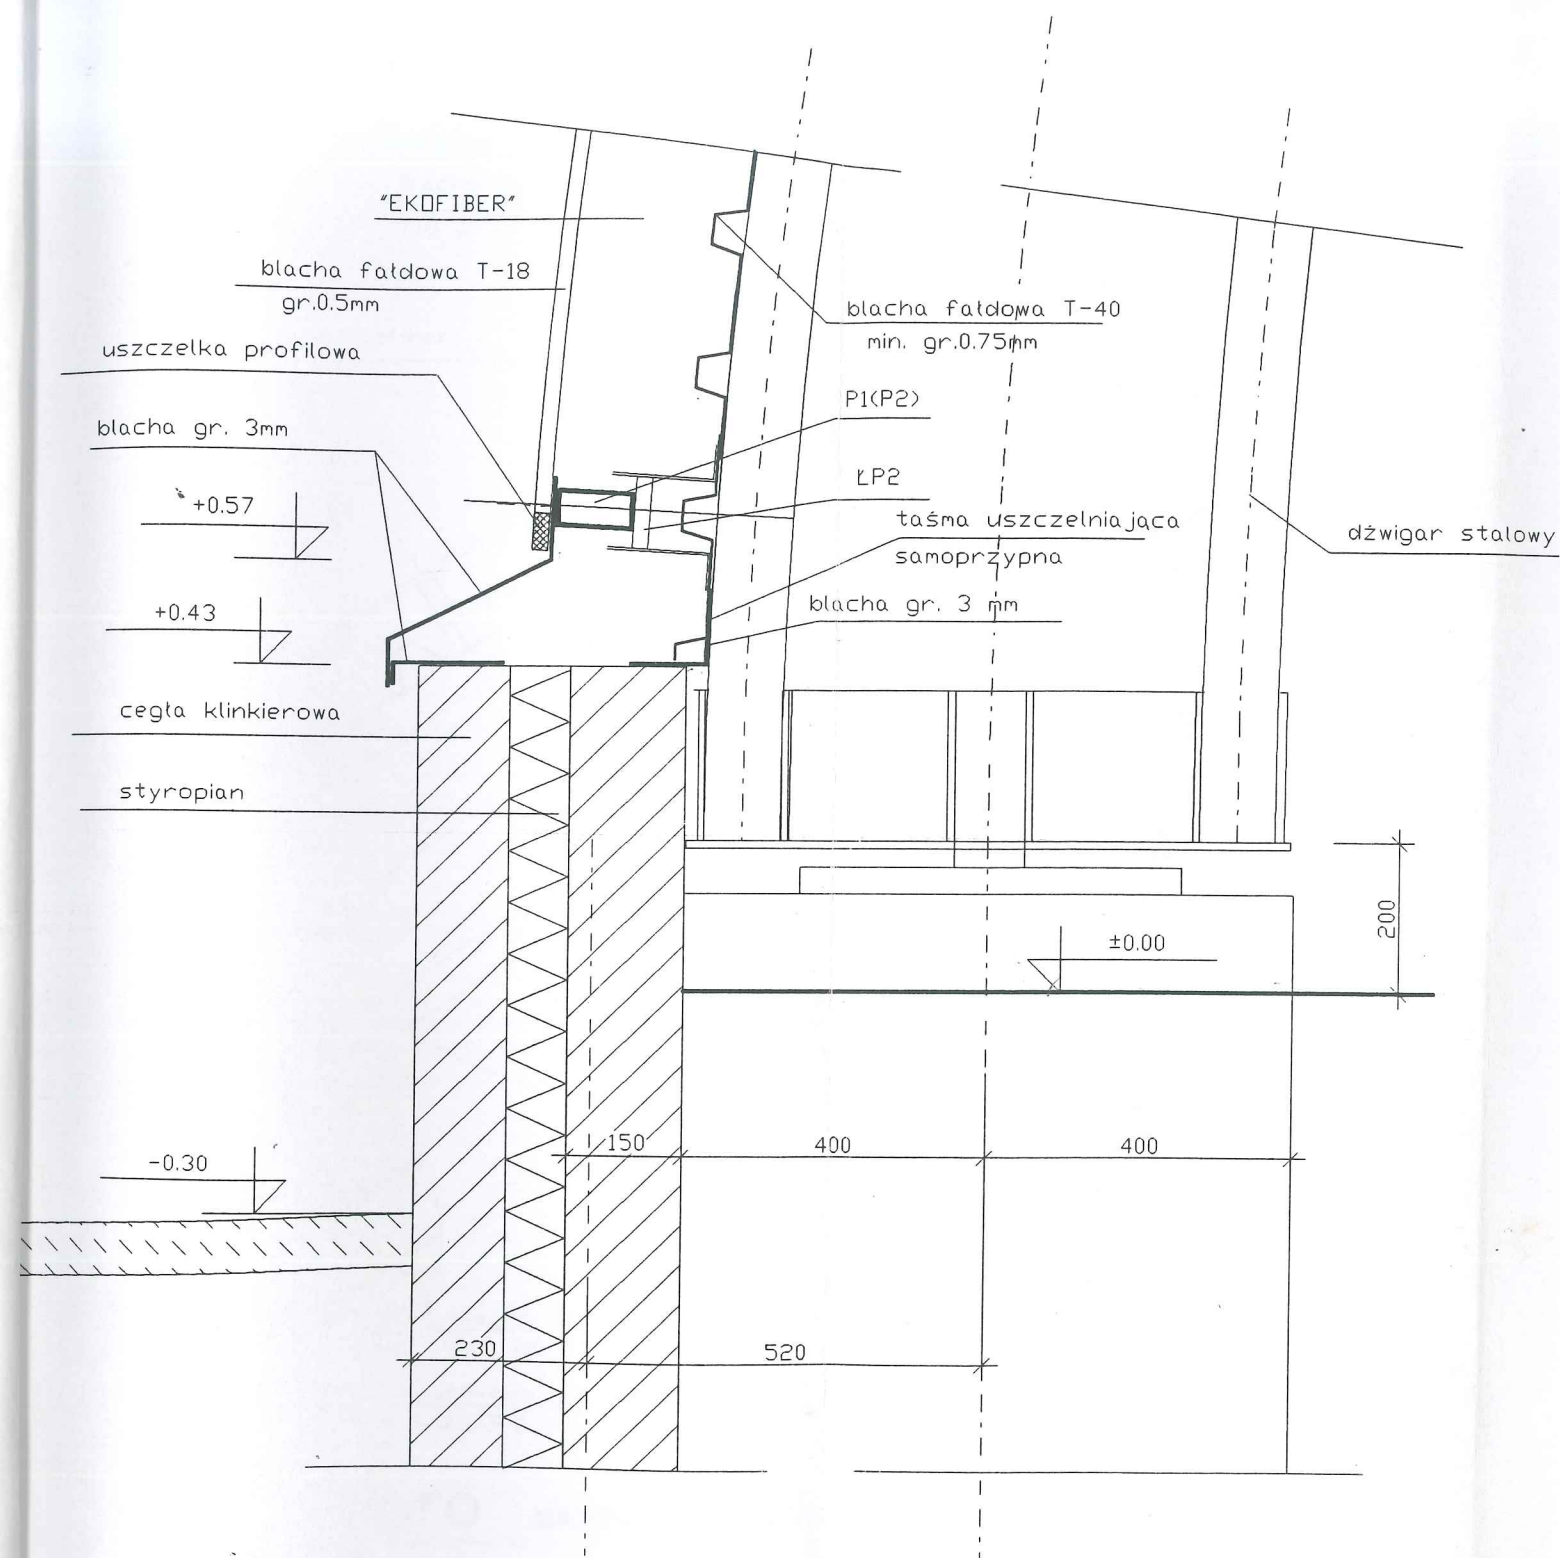 "EKOFIBER"
blacha fałdowa T-18
gr.0.5mm
blacha fałdowa T-40
min. gr.0.75mm
uszczelka profilowa
P1(P2)
blacha gr. 3mm
ŁP2
+0.57
taśma uszczelniająca
samoprzypna
dźwigar stalowy
+0.43
blacha gr. 3 mm
cegła klinkierowa
styropian
200
±0.00
150
400
400
-0.30
230
520